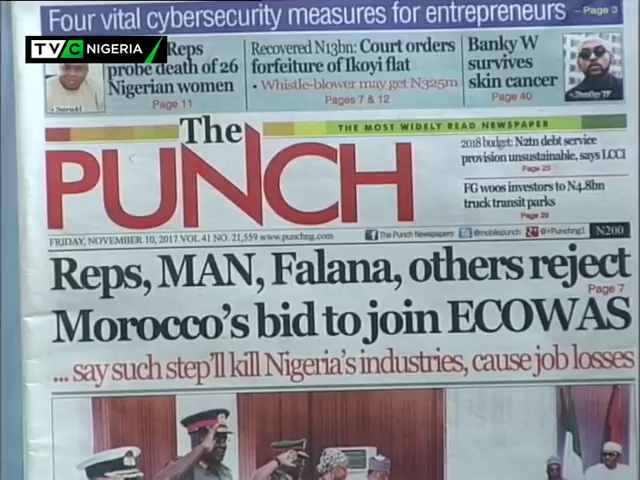 Four vital cybersecurity measures for entrepreneurs – Page 3
TVC NIGERIA
Reps
probe death of 26
Nigerian women
Page 11
Saraki
Recovered N13bn: Court orders
forfeiture of Ikoyi flat
• Whistle-blower may get N325m
Pages 7 & 12
Banky W
survives
skin cancer
Page 40
Banky W
THE MOST WIDELY READ NEWSPAPER
The
PUNCH
2018 budget: N2tn debt service
provision unsustainable, says LCCI
Page 23
FG woos investors to N4.8bn
truck transit parks
Page 29
FRIDAY, NOVEMBER 10, 2017 VOL 41 NO. 21,559 www.punchng.com
The Punch Newspapers
@mobilepunch
+Punchng1
N200
Reps, MAN, Falana, others reject
Page 7
Morocco's bid to join ECOWAS
... say such step'll kill Nigeria's industries, cause job losses